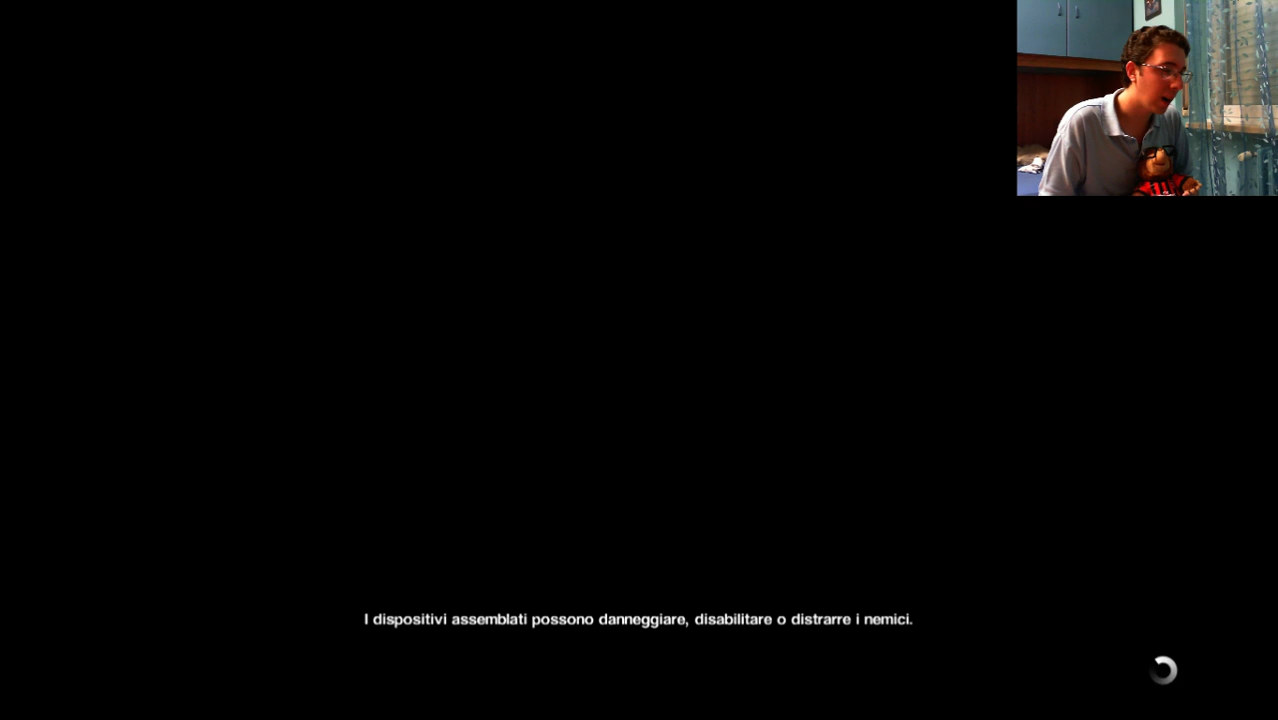 I dispositivi assemblati possono danneggiare, disabilitare o distrarre i nemici.